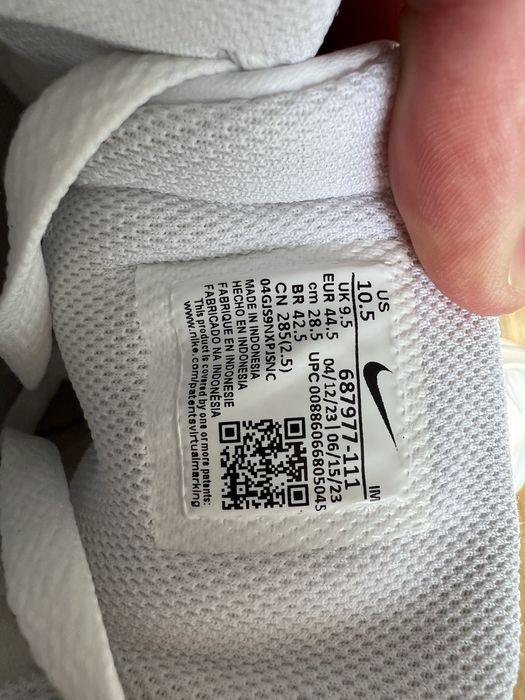 US
10.5
IM
UK 9.5 687977-111
EUR 44.5 04/12/23 | 06/15/23
cm 28.5 UPC 00886066805045
BR 42.5
CN 285(2.5)
04GJS9NXPJSNC
MADE IN INDONESIA
HECHO EN INDONESIA
FABRIQUE EN INDONESIE
FABRICADO NA INDONÉSIA
This product is covered by one or more patents:
www.nike.com/patentsvirtualmarking